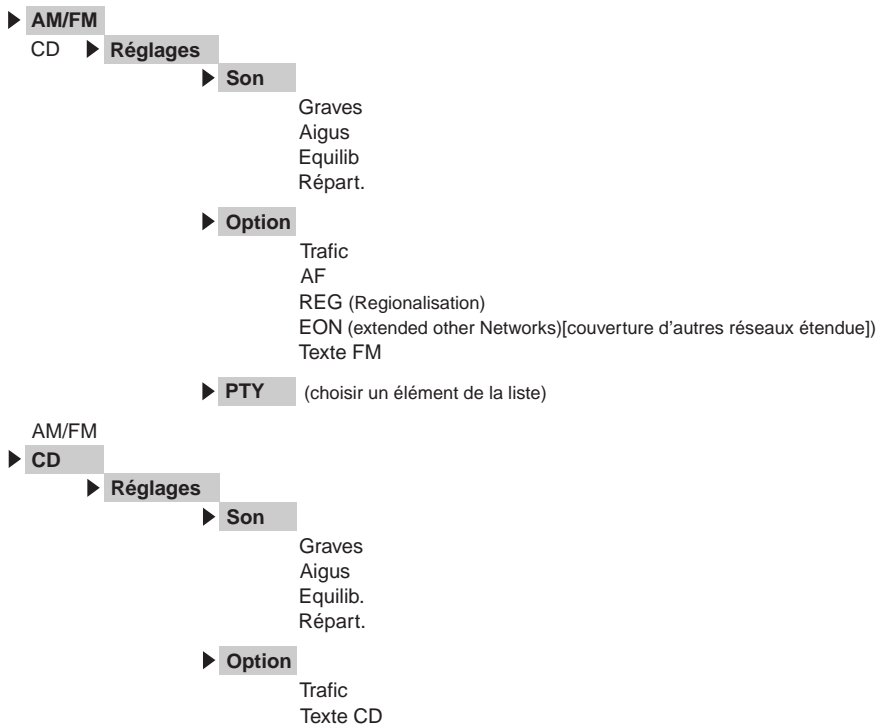 AM/FM
CD Réglages
Son
Graves
Aigus
Equilib
Répart.
Option
Trafic
AF
REG (Regionalisation)
EON (extended other Networks)[couverture d'autres réseaux étendue])
Texte FM
PTY (choisir un élément de la liste)
AM/FM
CD
Réglages
Son
Graves
Aigus
Equilib.
Répart.
Option
Trafic
Texte CD